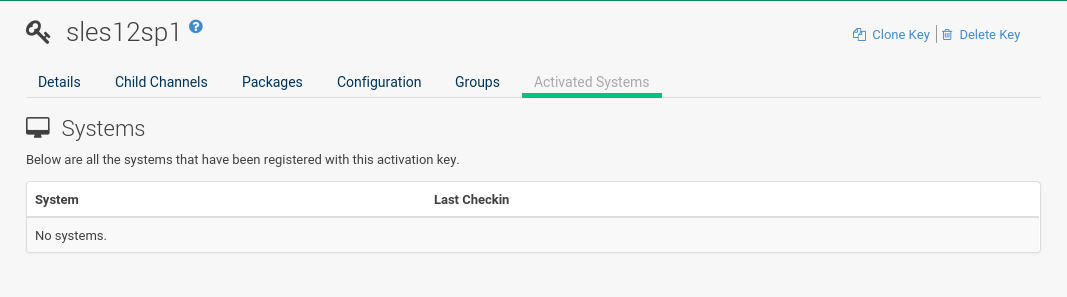 sles12sp1 ?
Clone Key | Delete Key
Details Child Channels Packages Configuration Groups Activated Systems
Systems
Below are all the systems that have been registered with this activation key.
System Last Checkin
No systems.